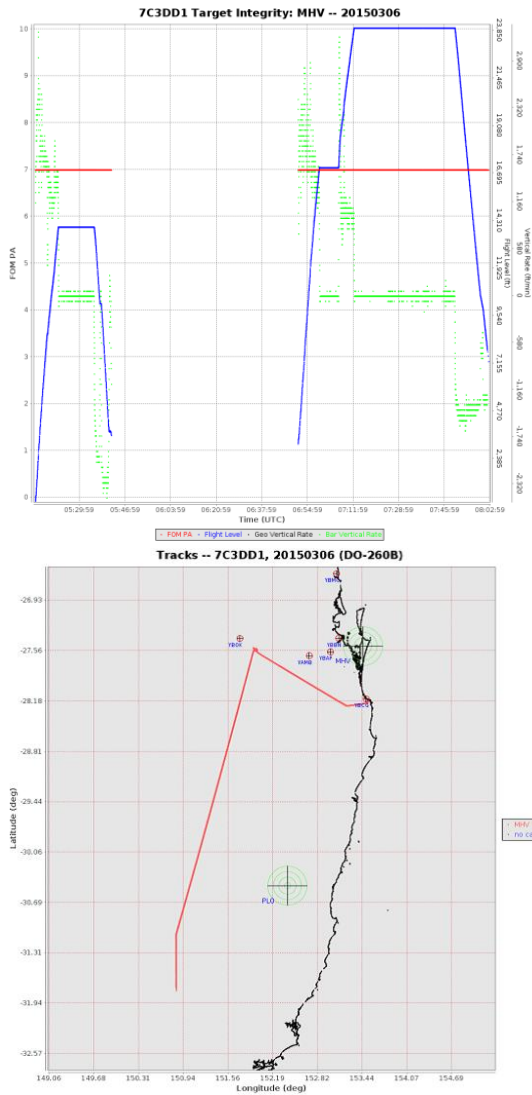 7C3DD1 Target Integrity: MHV -- 20150306
10
9
8
7
6
5
4
3
2
1
0
FOM PA
23,850
21,465
19,080
16,695
14,310
11,925
9,540
7,155
4,770
2,385
Flight Level (ft)
2,900
2,320
1,740
1,160
580
0
-580
-1,160
-1,740
-2,320
Vertical Rate (ft/min)
05:29:59 05:46:59 06:03:59 06:20:59 06:37:59 06:54:59 07:11:59 07:28:59 07:45:59 08:02:59
Time (UTC)
FOM PA Flight Level Geo Vertical Rate Bar Vertical Rate
Tracks -- 7C3DD1, 20150306 (DO-260B)
-26.93
-27.56
-28.18
-28.81
-29.44
-30.06
-30.69
-31.31
-31.94
-32.57
Latitude (deg)
YBOK
YBAF
MHV
YBCG
PLO
MHV
no ca
149.06 149.68 150.31 150.94 151.56 152.19 152.82 153.44 154.07 154.69
Longitude (deg)